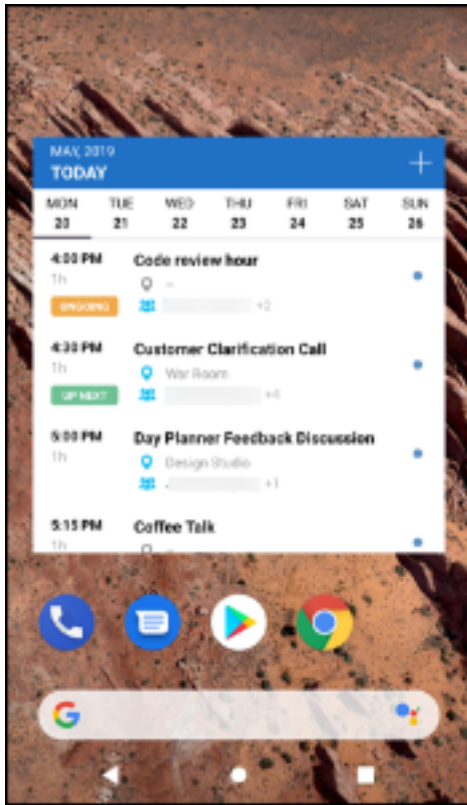 MAY, 2019
TODAY
MON TUE WED THU FRI SAT SUN
20 21 22 23 24 25 26
4:00 PM Code review hour
1h –
ONGOING +2
4:30 PM Customer Clarification Call
1h War Room
UP NEXT +4
5:00 PM Day Planner Feedback Discussion
1h Design Studio
+1
5:15 PM Coffee Talk
1h –
G